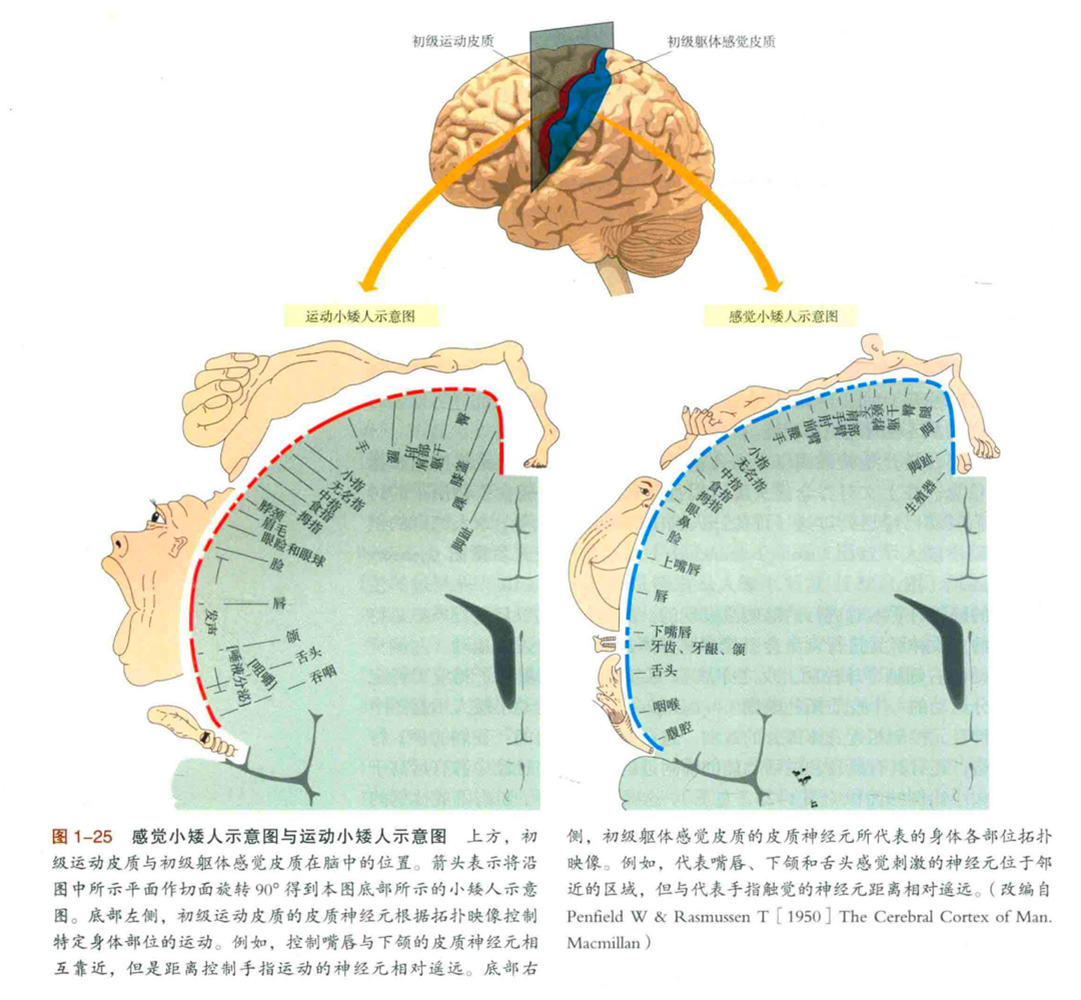 初级运动皮质
初级躯体感觉皮质
运动小矮人示意图
感觉小矮人示意图
手
腕
肘
肩部
躯干
臀
膝
踝
脚趾
小指
无名指
中指
食指
拇指
脖颈
眉毛
眼睑和眼球
脸
唇
发声
颌
舌头
吞咽
[咀嚼]
[唾液分泌]
手
腕
前臂
肘
手臂
肩部
头
颈
躯干
臀
腿
脚趾
生殖器
小指
无名指
中指
食指
拇指
眼
鼻
脸
上嘴唇
唇
下嘴唇
牙齿、牙龈、颌
舌头
咽喉
腹腔
图 1-25 感觉小矮人示意图与运动小矮人示意图 上方，初
级运动皮质与初级躯体感觉皮质在脑中的位置。箭头表示将沿
图中所示平面作切面旋转 90° 得到本图底部所示的小矮人示意
图。底部左侧，初级运动皮质的皮质神经元根据拓扑映像控制
特定身体部位的运动。例如，控制嘴唇与下颌的皮质神经元相
互靠近，但是距离控制手指运动的神经元相对遥远。底部右
侧，初级躯体感觉皮质的皮质神经元所代表的身体各部位拓扑
映像。例如，代表嘴唇、下颌和舌头感觉刺激的神经元位于邻
近的区域，但与代表手指触觉的神经元距离相对遥远。（改编自
Penfield W & Rasmussen T［1950］The Cerebral Cortex of Man.
Macmillan）